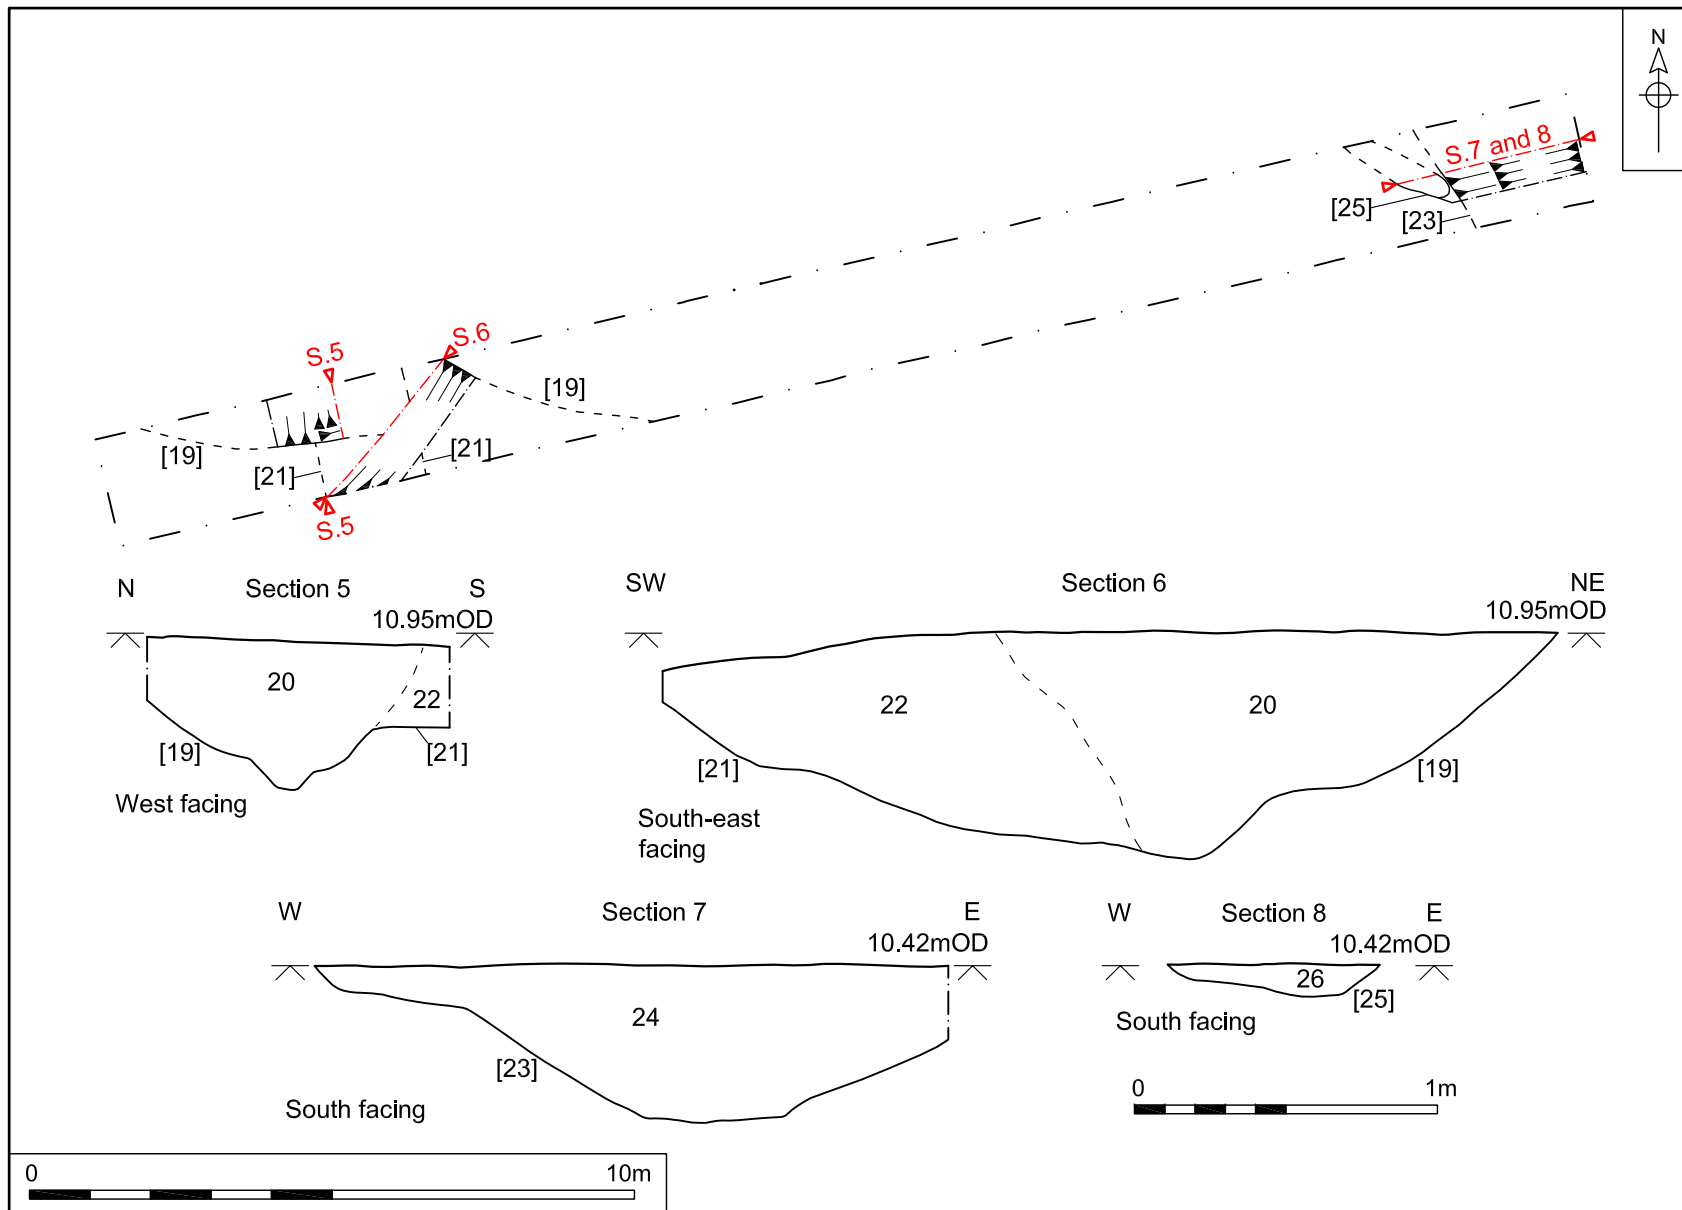 N
S.7 and 8
[25]
[23]
S.6
S.5
[19]
[19]
[21]
[21]
S.5
N
Section 5
S
10.95mOD
20
22
[19]
[21]
West facing
SW
Section 6
NE
10.95mOD
22
20
[21]
[19]
South-east
facing
W
Section 7
E
10.42mOD
24
[23]
South facing
W
Section 8
E
10.42mOD
26
[25]
South facing
0
1m
0
10m